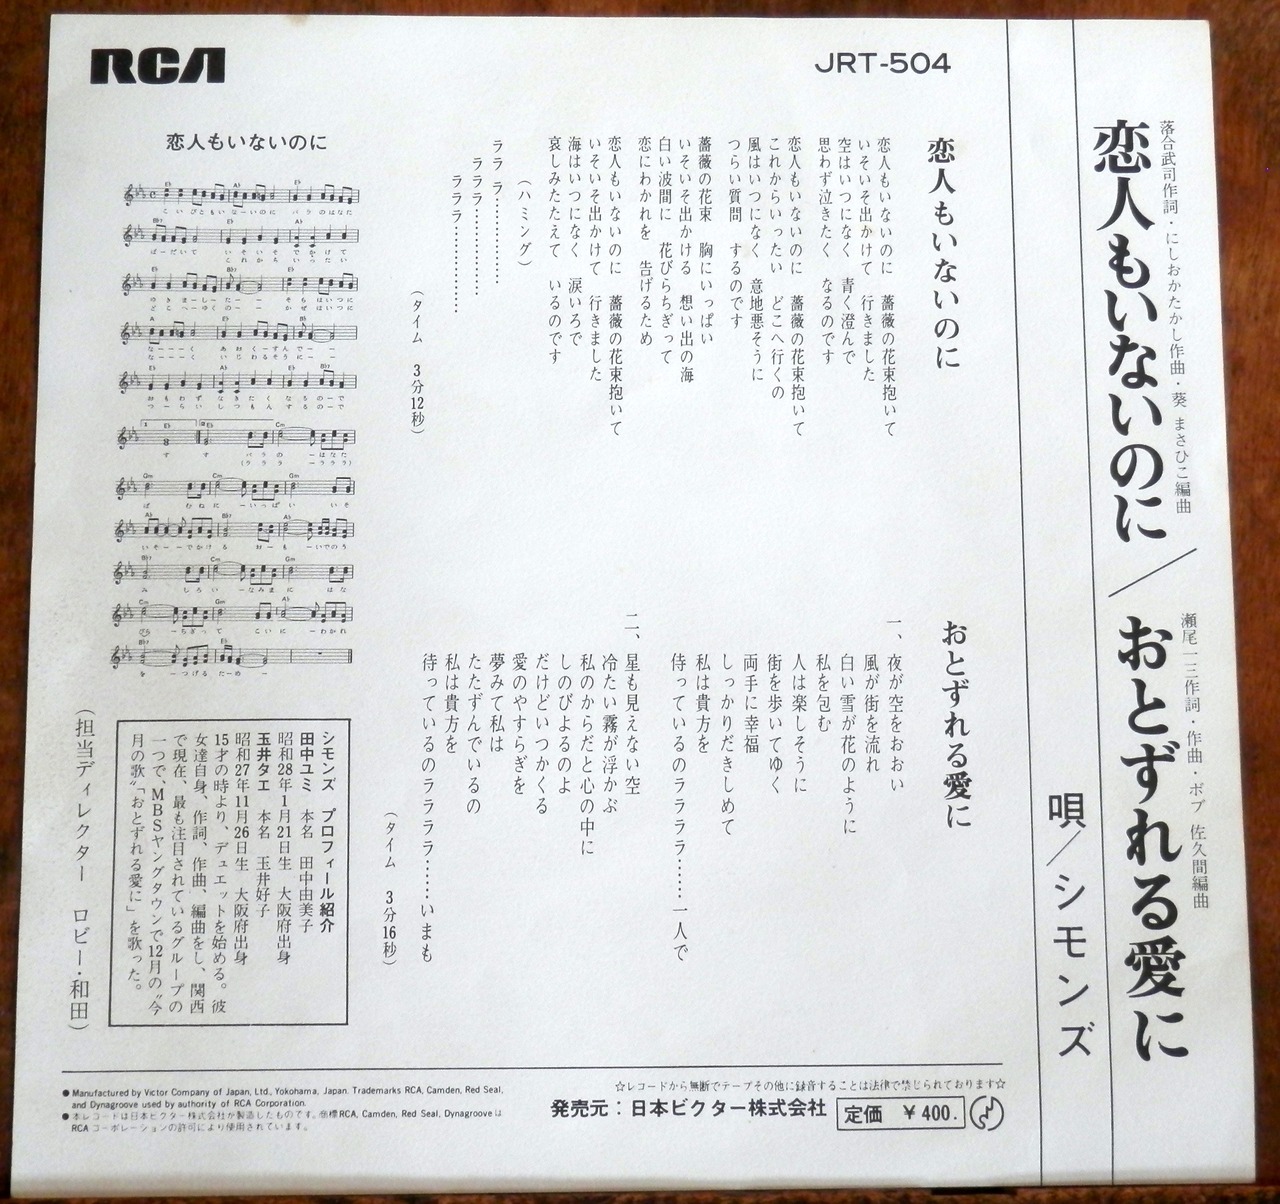 RCA
JRT-504
落合武司作詞・にしおかたかし作曲・葵 まさひこ編曲
恋人もいないのに/おとずれる愛に
瀬尾一三作詞・作曲・ボブ 佐久間編曲
唄/シモンズ
恋人もいないのに
恋人もいないのに 薔薇の花束抱いて
いそいそ出かけて 行きました
空はいつになく 青く澄んで
思わず泣きたく なるのです
恋人もいないのに 薔薇の花束抱いて
これからいったい どこへ行くの
風はいつになく 意地悪そうに
つらい質問 するのです
薔薇の花束 胸にいっぱい
いそいそ出かける 想い出の海
白い波間に 花びらちぎって
恋にわかれを 告げるため
恋人もいないのに 薔薇の花束抱いて
いそいそ出かけて 行きました
海はいつになく 涙いろで
哀しみたたえて いるのです
(ハミング)
ララ ラ…………
ララララ…………
ラララ…………
(タイム 3分12秒)
おとずれる愛に
一、夜が空をおおい
風が街を流れ
白い雪が花のように
私を包む
人は楽しそうに
街を歩いてゆく
両手に幸福
しっかりだきしめて
私は貴方を
待っているのラララララ……一人で
二、星も見えない空
冷たい霧が浮かぶ
私のからだと心の中に
しのびよるのよ
だけどいつかくる
愛のやすらぎを
夢みて私は
たたずんでいるの
私は貴方を
待っているのラララララ……いまも
(タイム 3分16秒)
恋人もいないのに
シモンズ プロフィール紹介
田中ユミ 本名 田中由美子
昭和28年1月21日生 大阪府出身
玉井タエ 本名 玉井好子
昭和27年11月26日生 大阪府出身
15才の時より、デュエットを始める。彼
女達自身、作詞、作曲、編曲をし、関西
で現在、最も注目されているグループの
一つで、MBSヤングタウンで12月の“今
月の歌”「おとずれる愛に」を歌った。
(担当ディレクター ロビー・和田)
●Manufactured by Victor Company of Japan, Ltd, Yokohama, Japan. Trademarks RCA, Camden, Red Seal,
and Dynagroove used by authority of RCA Corporation.
●本レコードは日本ビクター株式会社が製造したものです。商標RCA, Camden, Red Seal, Dynagrooveは
RCA コーポレーションの許可により使用されています。
☆レコードから無断でテープその他に録音することは法律で禁じられております☆
発売元:日本ビクター株式会社
定価 ¥400.